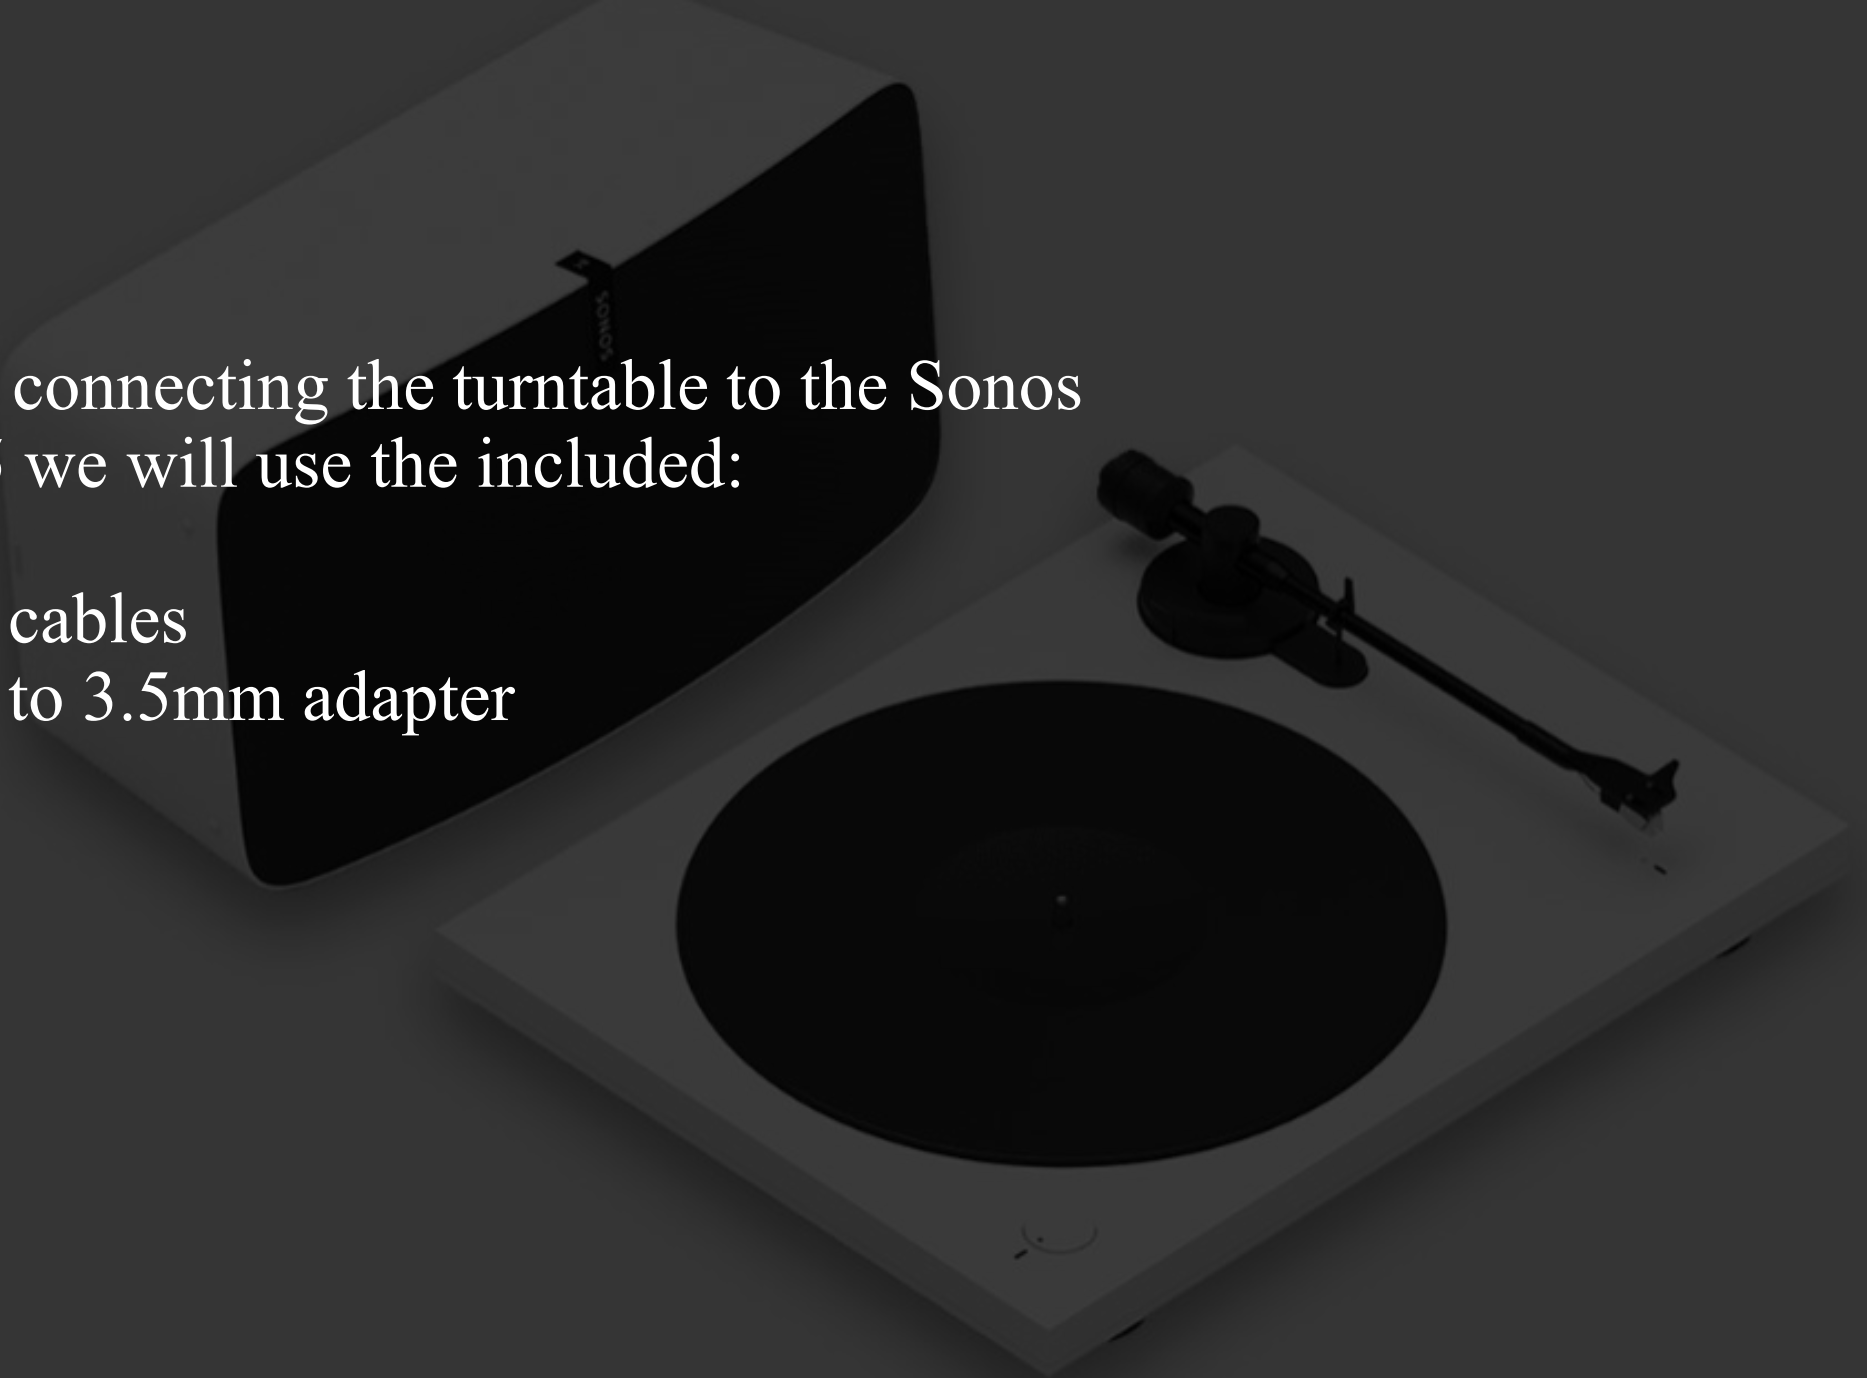 SONOS
connecting the turntable to the Sonos
we will use the included:
cables
to 3.5mm adapter